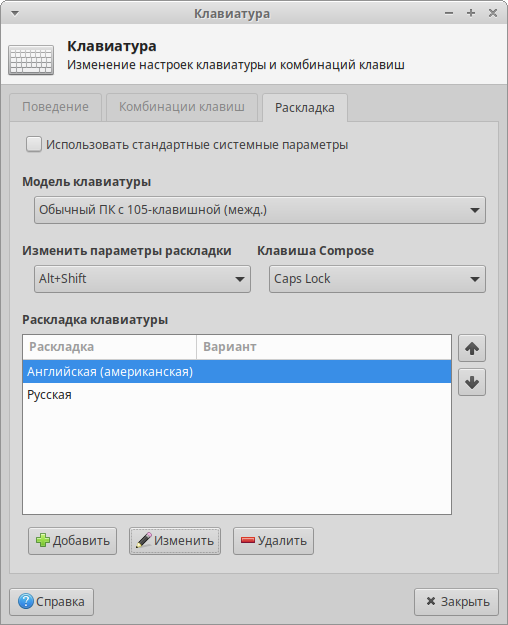 Клавиатура
Клавиатура
Изменение настроек клавиатуры и комбинаций клавиш
Поведение Комбинации клавиш Раскладка
Использовать стандартные системные параметры
Модель клавиатуры
Обычный ПК с 105-клавишной (межд.)
Изменить параметры раскладки Клавиша Compose
Alt+Shift Caps Lock
Раскладка клавиатуры
Раскладка Вариант
Английская (американская)
Русская
Добавить Изменить Удалить
Справка Закрыть